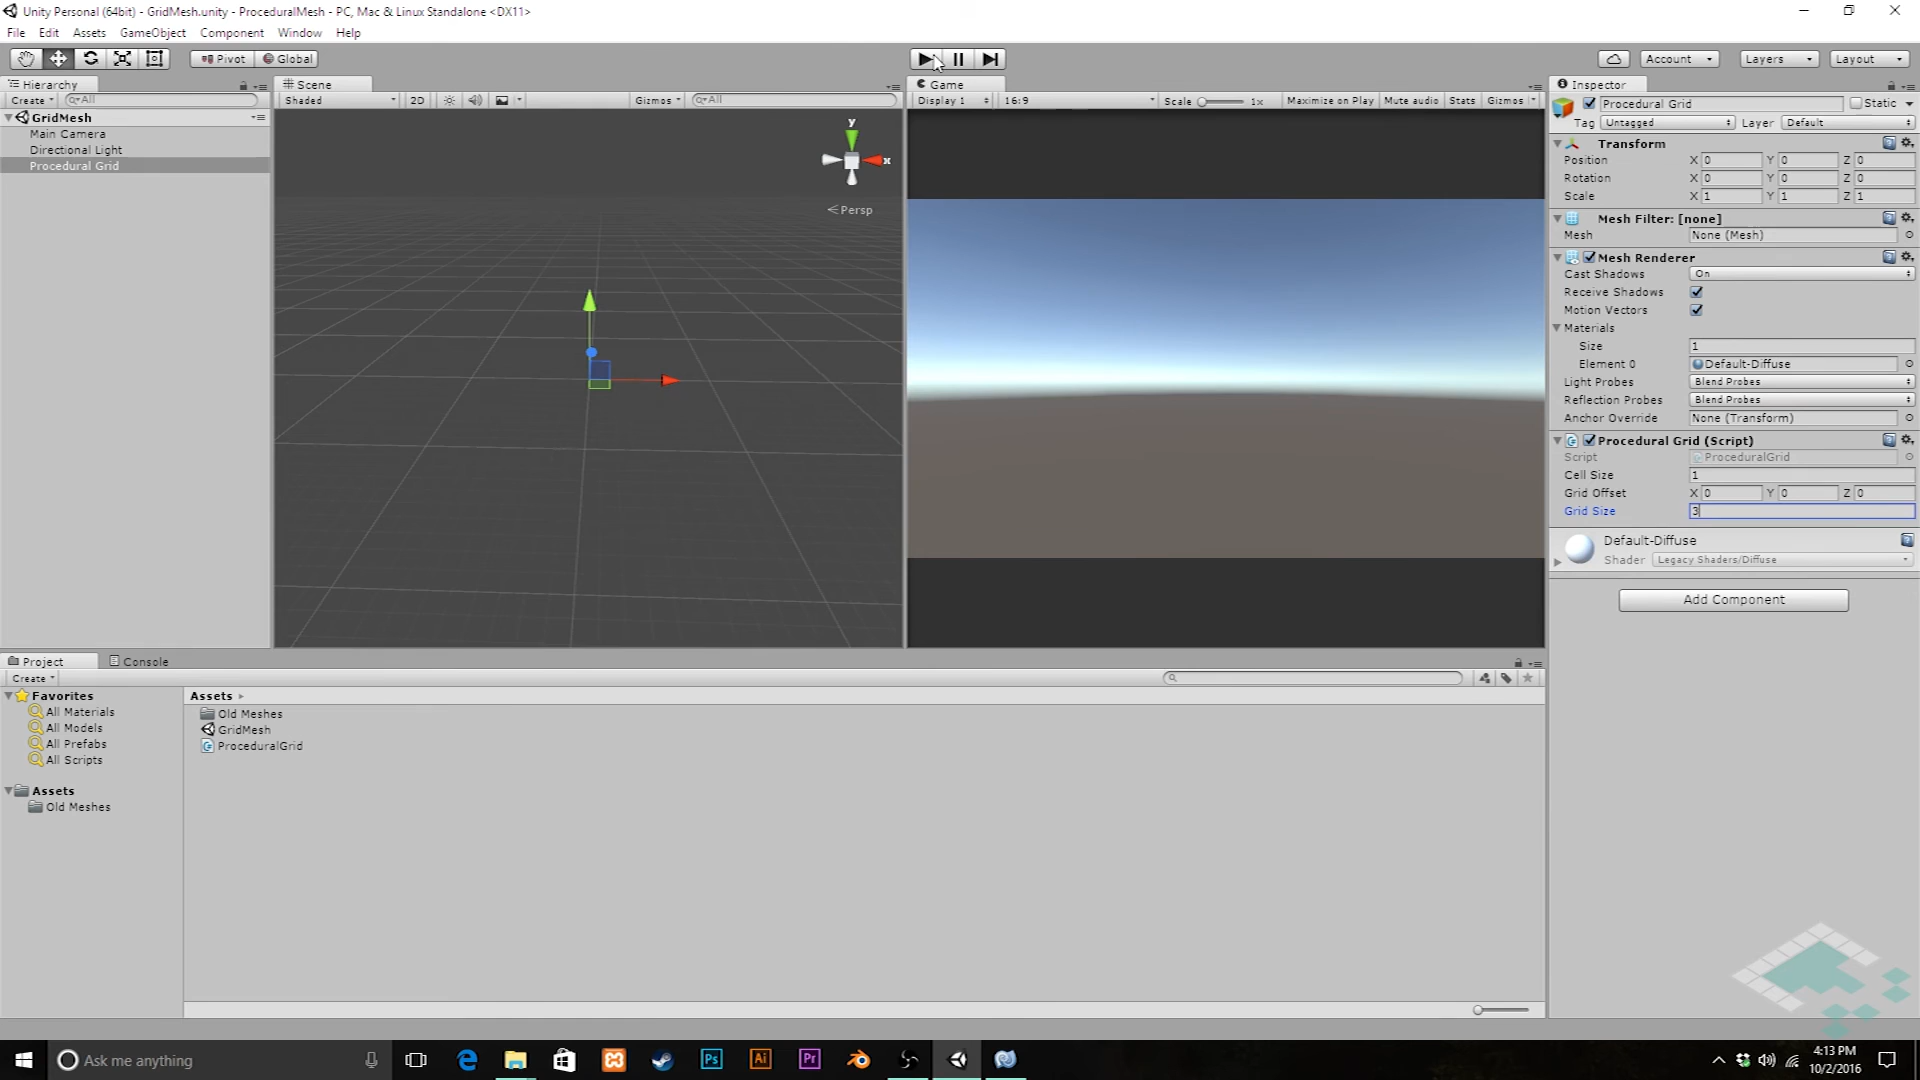 Unity Personal (64bit) - GridMesh.unity - ProceduralMesh - PC, Mac & Linux Standalone <DX11>
File Edit Assets GameObject Component Window Help
Pivot Global
Account Layers Layout
Hierarchy
Create All
GridMesh
Main Camera
Directional Light
Procedural Grid
Scene
Shaded 2D Gizmos All
y
x
Persp
Game
Display 1 16:9 Scale 1x Maximize on Play Mute audio Stats Gizmos
Inspector
Procedural Grid Static
Tag Untagged Layer Default
Transform
Position X 0 Y 0 Z 0
Rotation X 0 Y 0 Z 0
Scale X 1 Y 1 Z 1
Mesh Filter: [none]
Mesh None (Mesh)
Mesh Renderer
Cast Shadows On
Receive Shadows
Motion Vectors
Materials
Size 1
Element 0 Default-Diffuse
Light Probes Blend Probes
Reflection Probes Blend Probes
Anchor Override None (Transform)
Procedural Grid (Script)
Script ProceduralGrid
Cell Size 1
Grid Offset X 0 Y 0 Z 0
Grid Size 3
Default-Diffuse
Shader Legacy Shaders/Diffuse
Add Component
Project Console
Create
Favorites
All Materials
All Models
All Prefabs
All Scripts
Assets
Old Meshes
Assets
Old Meshes
GridMesh
ProceduralGrid
Ask me anything
Ps
Ai
Pr
4:13 PM
10/2/2016